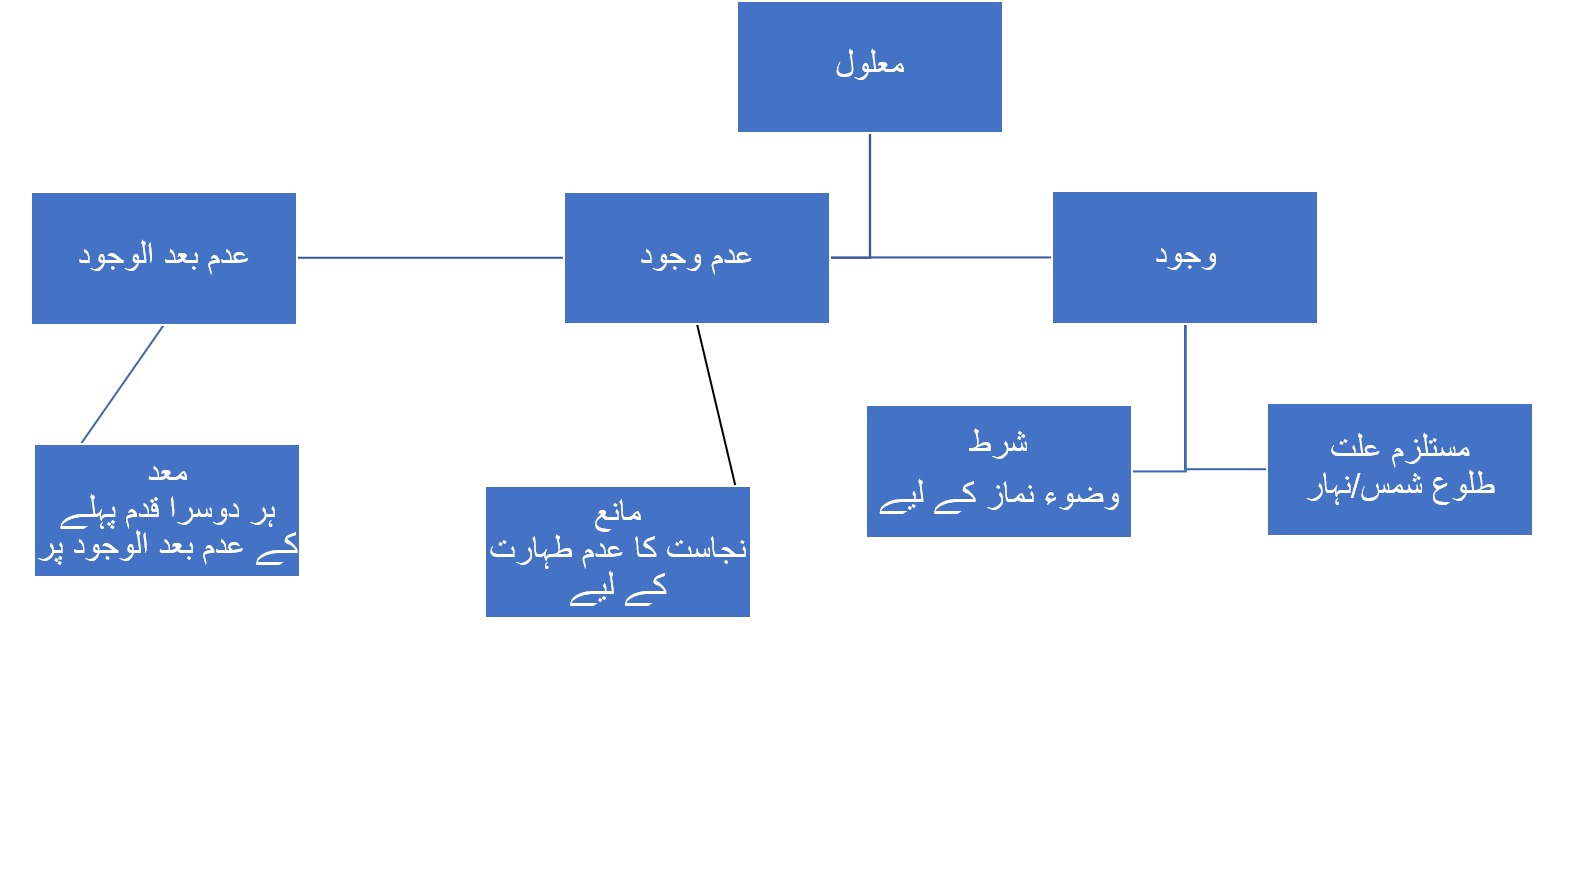 معلول
وجود
عدم وجود
عدم بعد الوجود
مستلزم علت
طلوع شمس/نہار
شرط
وضوء نماز کے لیے
مانع
نجاست کا عدم طہارت
کے لیے
معد
ہر دوسرا قدم پہلے
کے عدم بعد الوجود پر